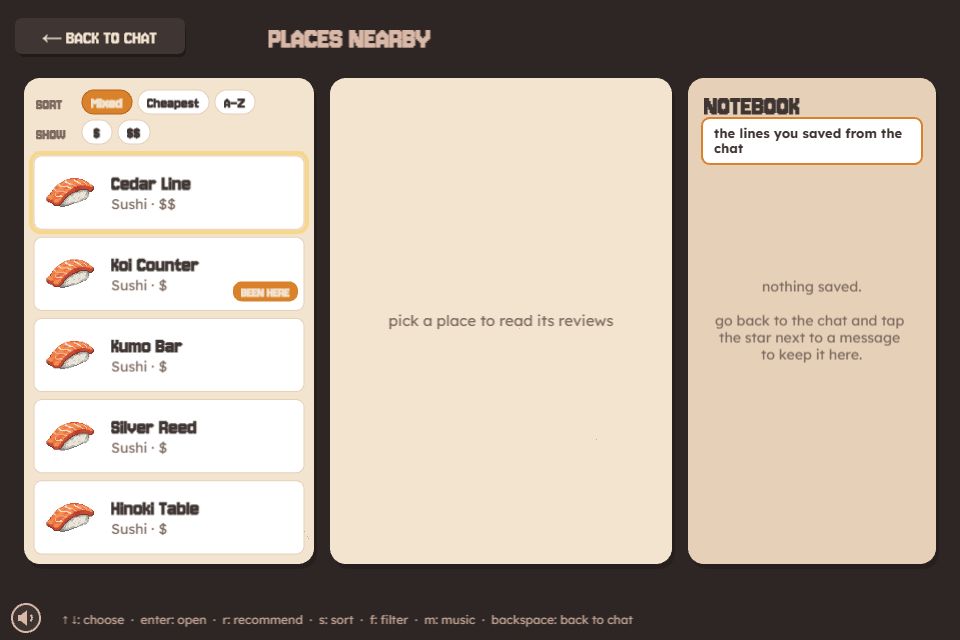 ← BACK TO CHAT
PLACES NEARBY
SORT Mixed Cheapest A-Z
SHOW $ $$
Cedar Line
Sushi · $$
Koi Counter
Sushi · $
BEEN HERE
Kumo Bar
Sushi · $
Silver Reed
Sushi · $
Hinoki Table
Sushi · $
pick a place to read its reviews
NOTEBOOK
the lines you saved from the
chat
nothing saved.
go back to the chat and tap
the star next to a message
to keep it here.
↑ ↓: choose · enter: open · r: recommend · s: sort · f: filter · m: music · backspace: back to chat